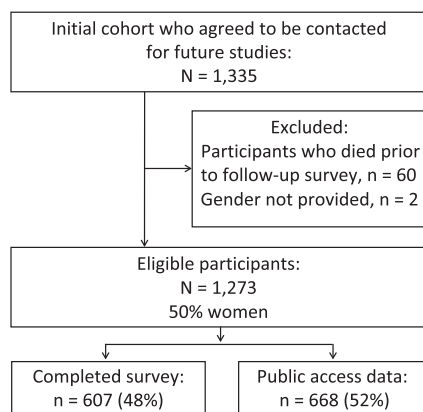 Initial cohort who agreed to be contacted
for future studies:
N = 1,335
Excluded:
Participants who died prior
to follow-up survey, n = 60
Gender not provided, n = 2
Eligible participants:
N = 1,273
50% women
Completed survey:
n = 607 (48%)
Public access data:
n = 668 (52%)